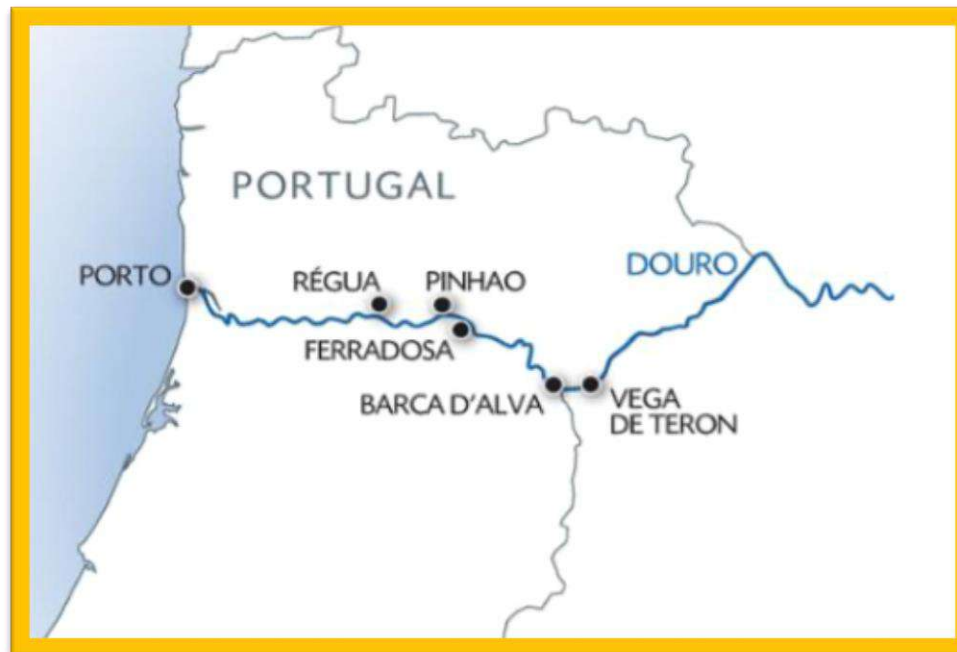 PORTUGAL
DOURO
PORTO
RÉGUA
PINHAO
FERRADOSA
BARCA D'ALVA
VEGA
DE TERON